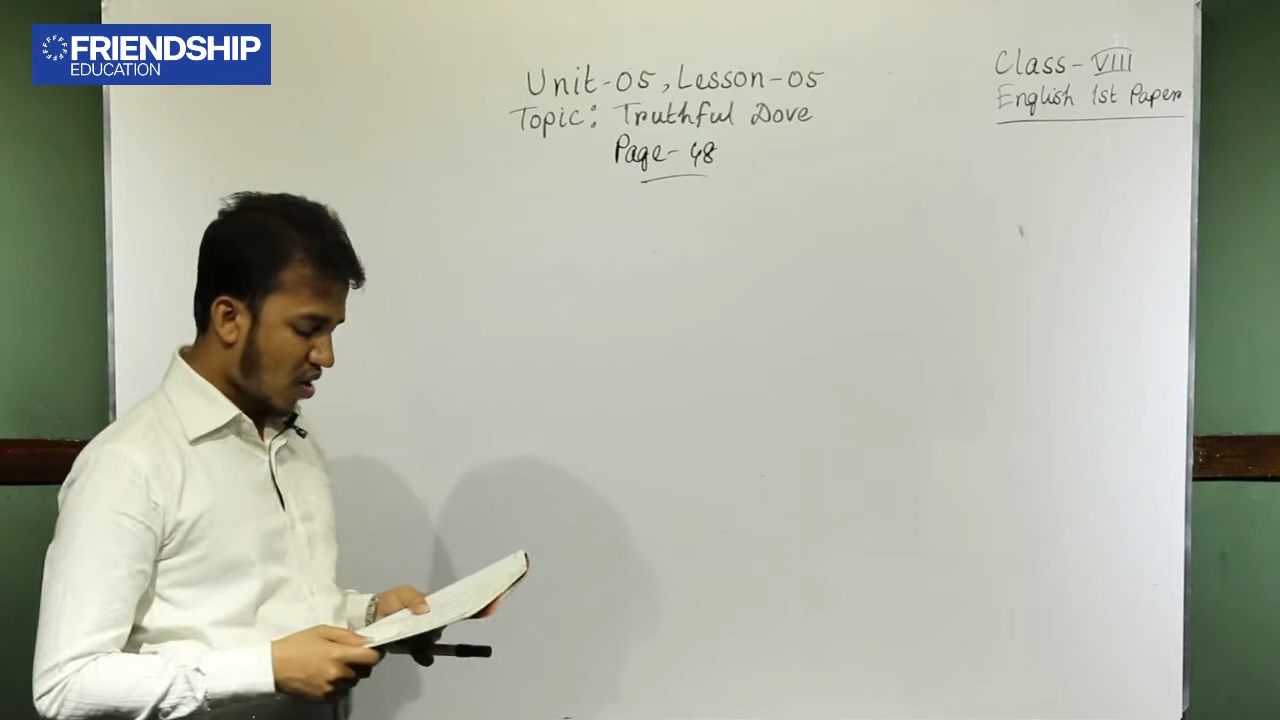 FRIENDSHIP
EDUCATION
Unit-05, Lesson-05
Topic: Truthful Dove
Page-48
Class-VIII
English 1st Paper